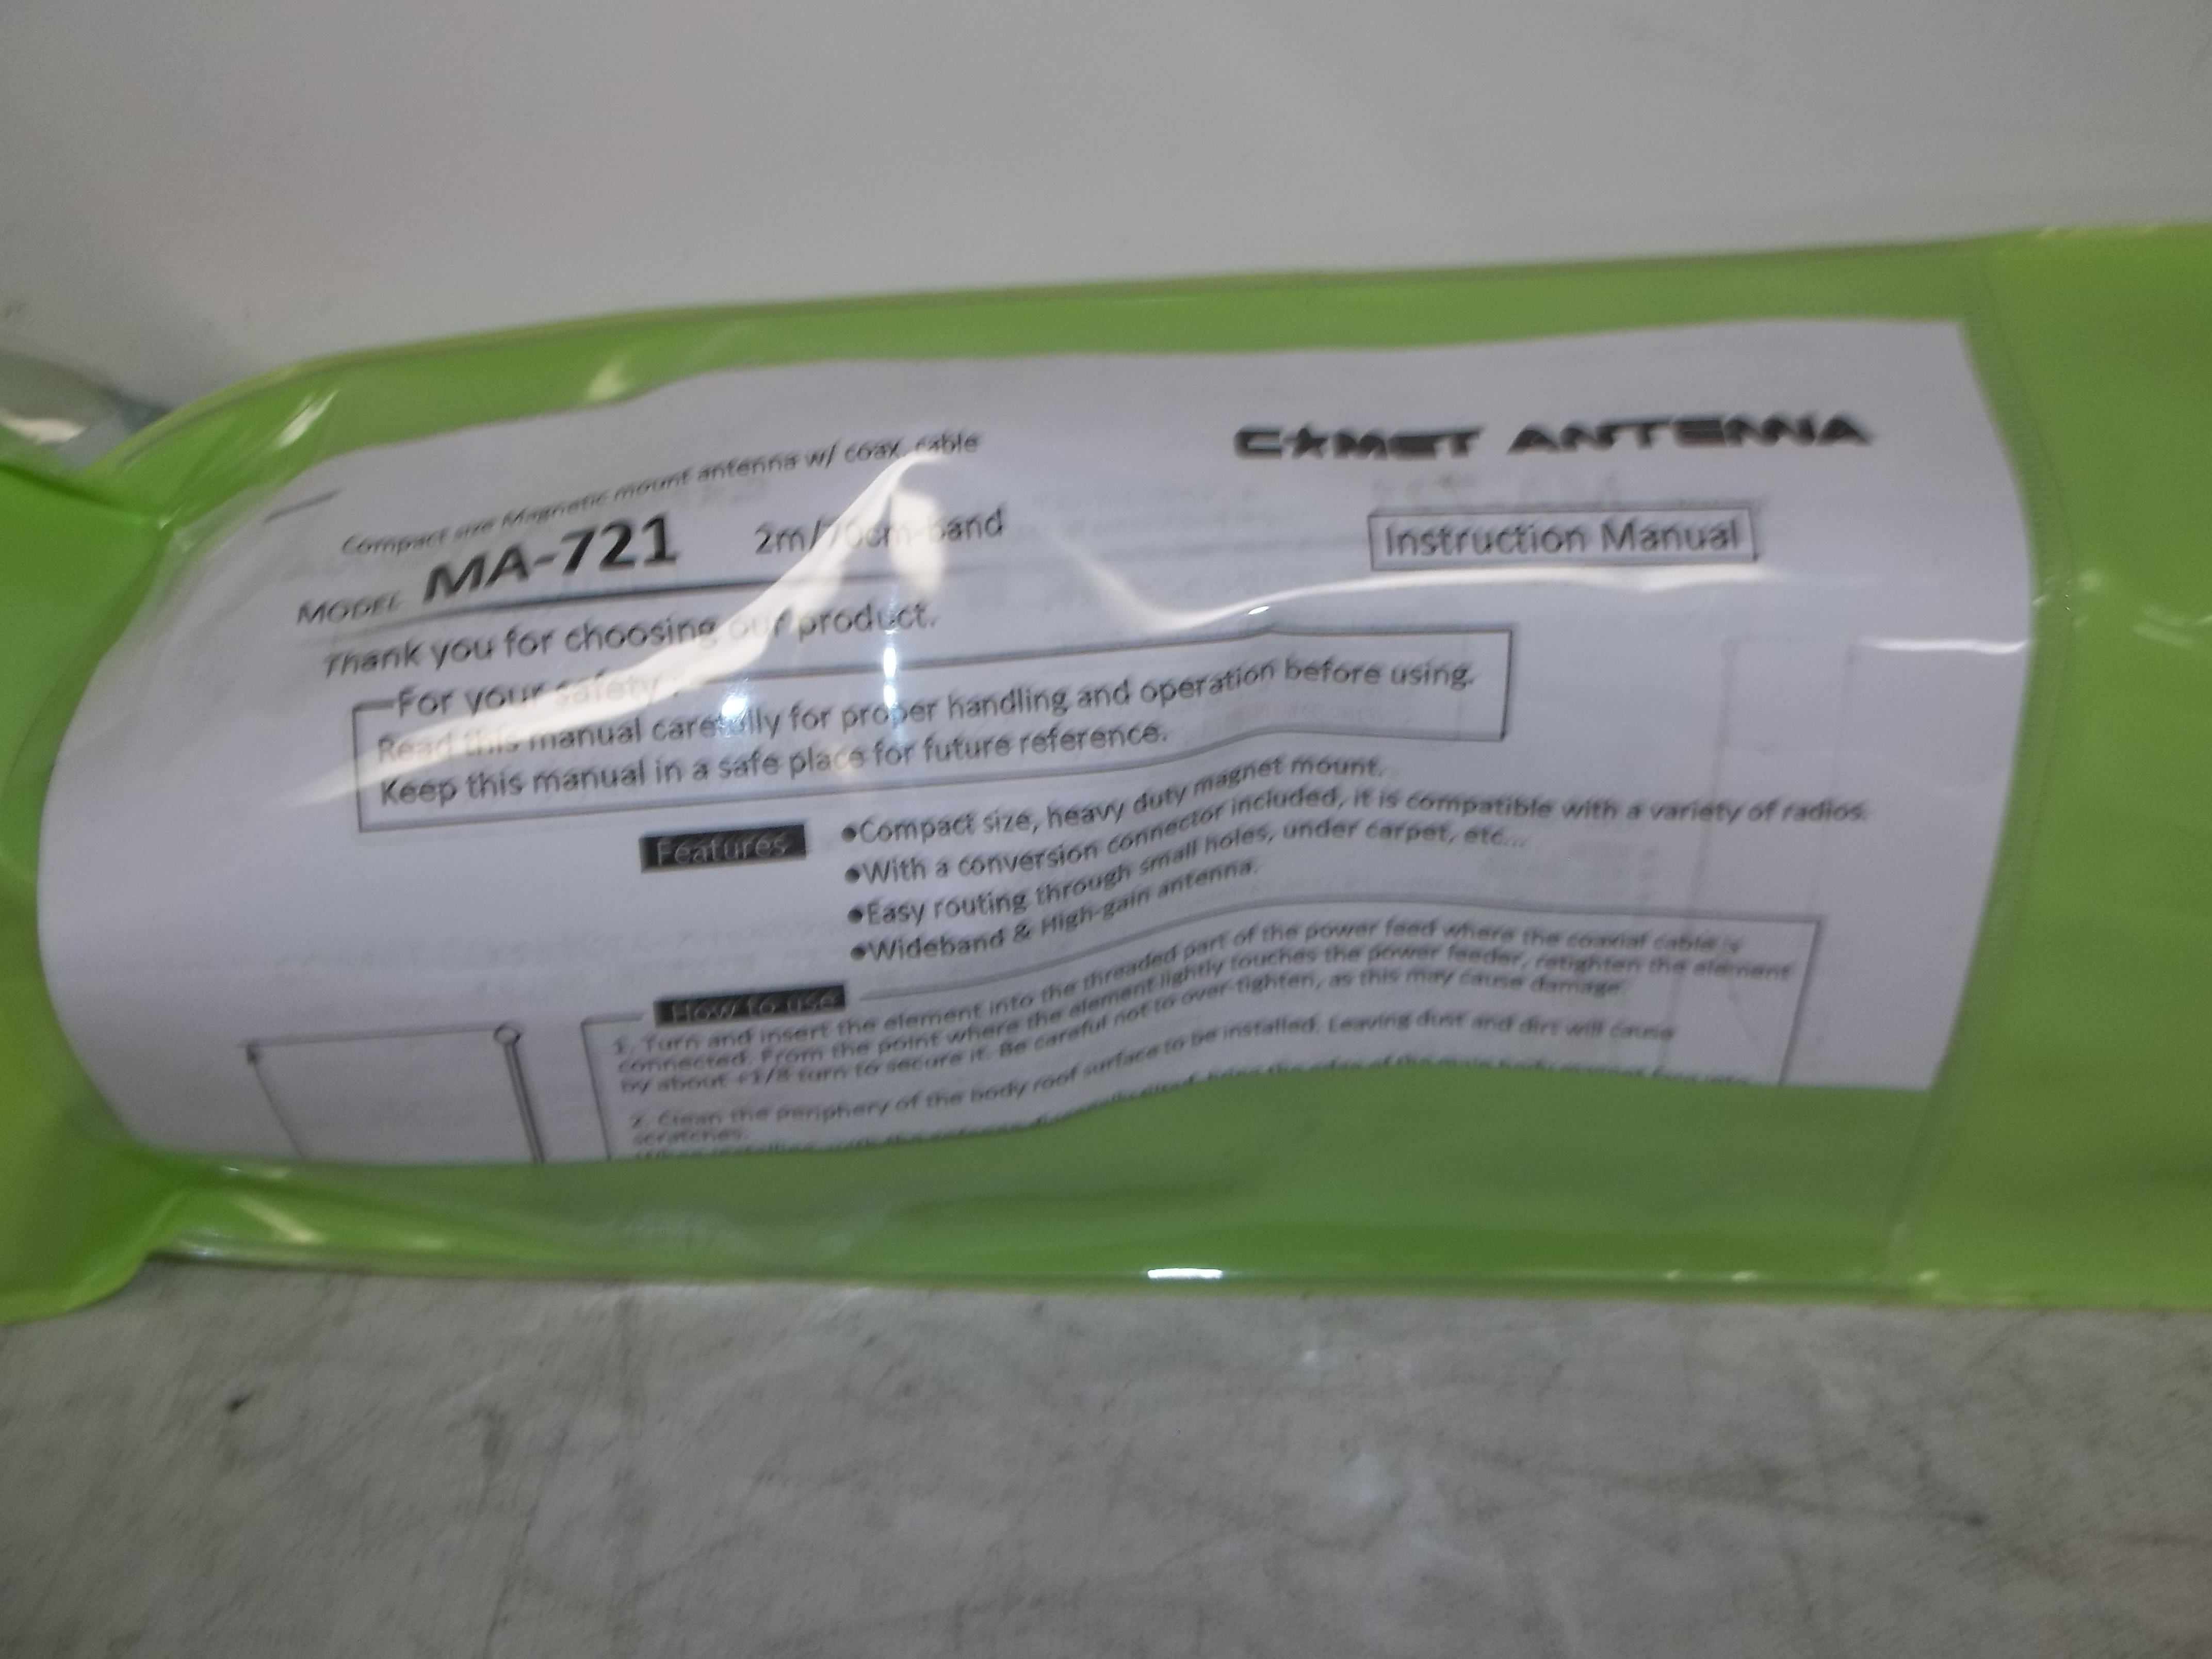 Compact size Magnetic mount antenna w/ coax. cable
C★MET ANTENNA
MODEL MA-721 2m/70cm-band
Instruction Manual
Thank you for choosing our product.
For your safety
Read this manual carefully for proper handling and operation before using.
Keep this manual in a safe place for future reference.
Features
●Compact size, heavy duty magnet mount.
●With a conversion connector included, it is compatible with a variety of radios.
●Easy routing through small holes, under carpet, etc...
●Wideband & High-gain antenna.
How to use
1. Turn and insert the element into the threaded part of the power feed where the coaxial cable is
connected. From the point where the element lightly touches the power feeder, retighten the element
by about +1/8 turn to secure it. Be careful not to over-tighten, as this may cause damage.
2. Clean the periphery of the body roof surface to be installed. Leaving dust and dirt will cause
scratches.